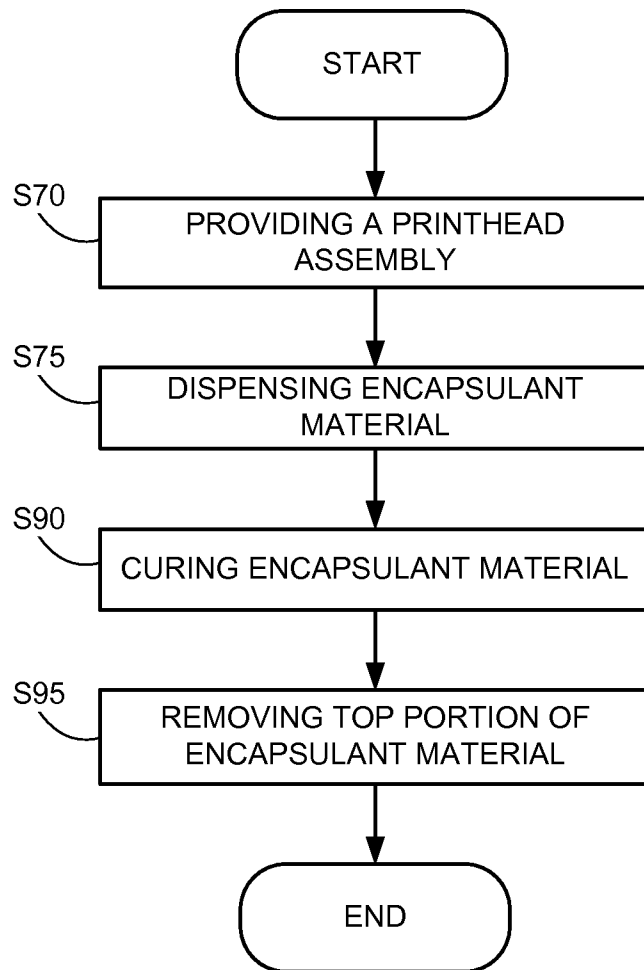 START
S70
PROVIDING A PRINTHEAD
ASSEMBLY
S75
DISPENSING ENCAPSULANT
MATERIAL
S90
CURING ENCAPSULANT MATERIAL
S95
REMOVING TOP PORTION OF
ENCAPSULANT MATERIAL
END